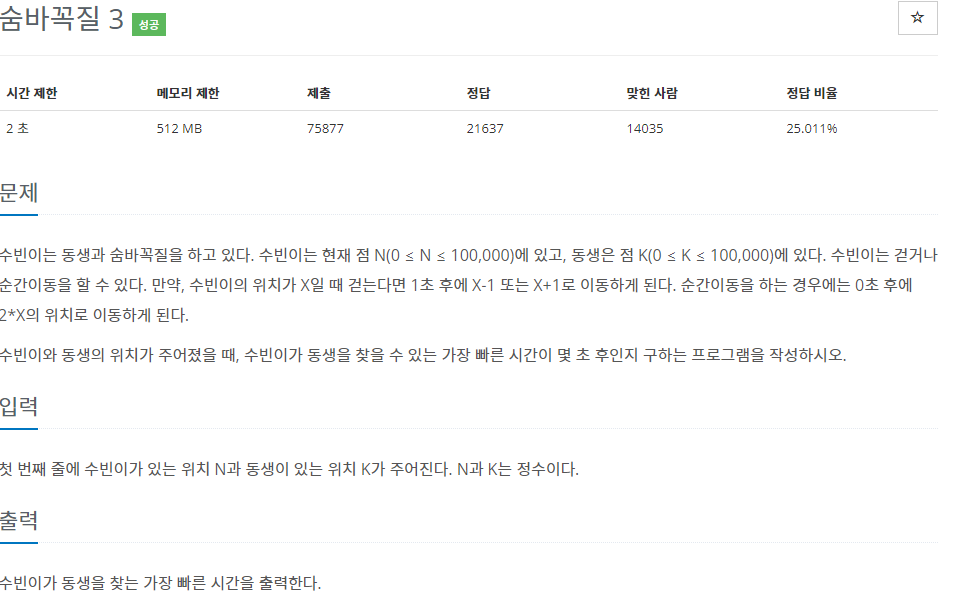 숨바꼭질 3 성공
☆
시간 제한 메모리 제한 제출 정답 맞힌 사람 정답 비율
2 초 512 MB 75877 21637 14035 25.011%
문제
수빈이는 동생과 숨바꼭질을 하고 있다. 수빈이는 현재 점 N(0 ≤ N ≤ 100,000)에 있고, 동생은 점 K(0 ≤ K ≤ 100,000)에 있다. 수빈이는 걷거나
순간이동을 할 수 있다. 만약, 수빈이의 위치가 X일 때 걷는다면 1초 후에 X-1 또는 X+1로 이동하게 된다. 순간이동을 하는 경우에는 0초 후에
2*X의 위치로 이동하게 된다.
수빈이와 동생의 위치가 주어졌을 때, 수빈이가 동생을 찾을 수 있는 가장 빠른 시간이 몇 초 후인지 구하는 프로그램을 작성하시오.
입력
첫 번째 줄에 수빈이가 있는 위치 N과 동생이 있는 위치 K가 주어진다. N과 K는 정수이다.
출력
수빈이가 동생을 찾는 가장 빠른 시간을 출력한다.